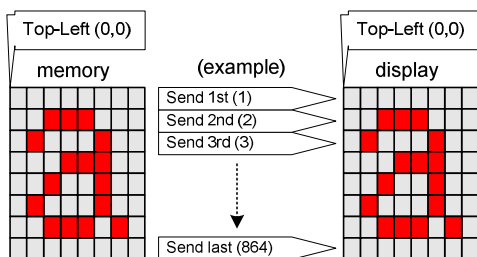 Top-Left (0,0)
Top-Left (0,0)
memory
(example)
display
Send 1st (1)
Send 2nd (2)
Send 3rd (3)
Send last (864)